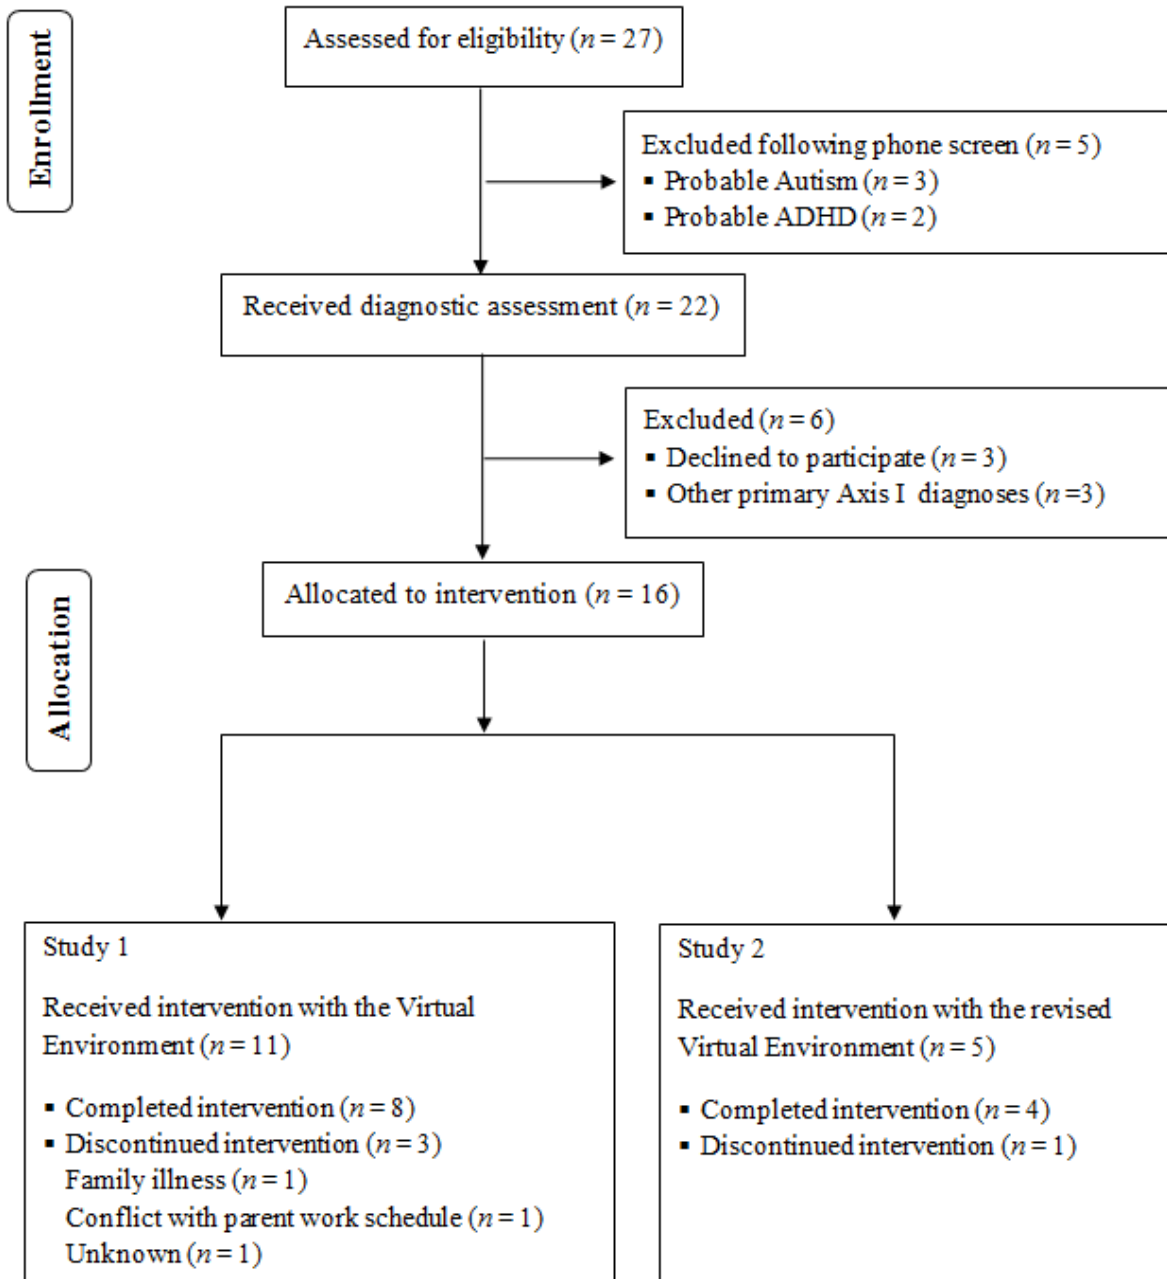 Enrollment
Assessed for eligibility (n = 27)
Excluded following phone screen (n = 5)
▪ Probable Autism (n = 3)
▪ Probable ADHD (n = 2)
Received diagnostic assessment (n = 22)
Excluded (n = 6)
▪ Declined to participate (n = 3)
▪ Other primary Axis I diagnoses (n =3)
Allocation
Allocated to intervention (n = 16)
Study 1
Received intervention with the Virtual
Environment (n = 11)
▪ Completed intervention (n = 8)
▪ Discontinued intervention (n = 3)
Family illness (n = 1)
Conflict with parent work schedule (n = 1)
Unknown (n = 1)
Study 2
Received intervention with the revised
Virtual Environment (n = 5)
▪ Completed intervention (n = 4)
▪ Discontinued intervention (n = 1)